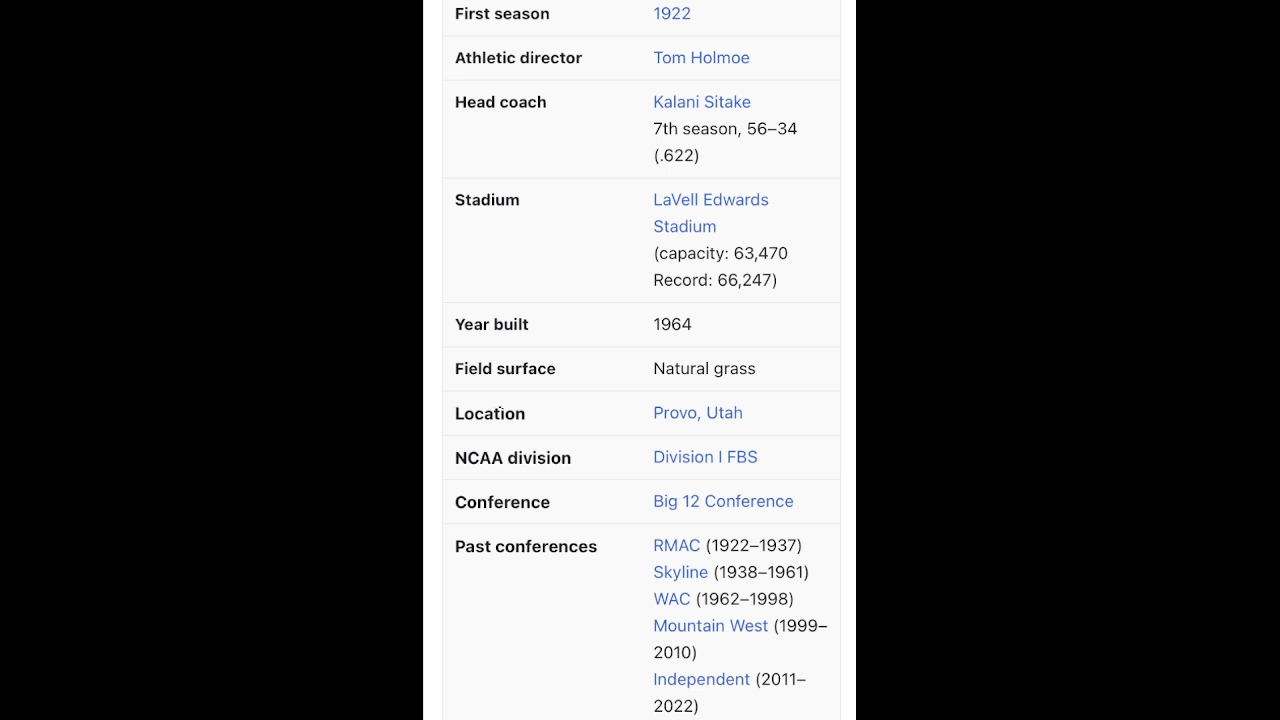 First season 1922
Athletic director Tom Holmoe
Head coach Kalani Sitake
7th season, 56–34
(.622)
Stadium LaVell Edwards
Stadium
(capacity: 63,470
Record: 66,247)
Year built 1964
Field surface Natural grass
Location Provo, Utah
NCAA division Division I FBS
Conference Big 12 Conference
Past conferences RMAC (1922–1937)
Skyline (1938–1961)
WAC (1962–1998)
Mountain West (1999–
2010)
Independent (2011–
2022)